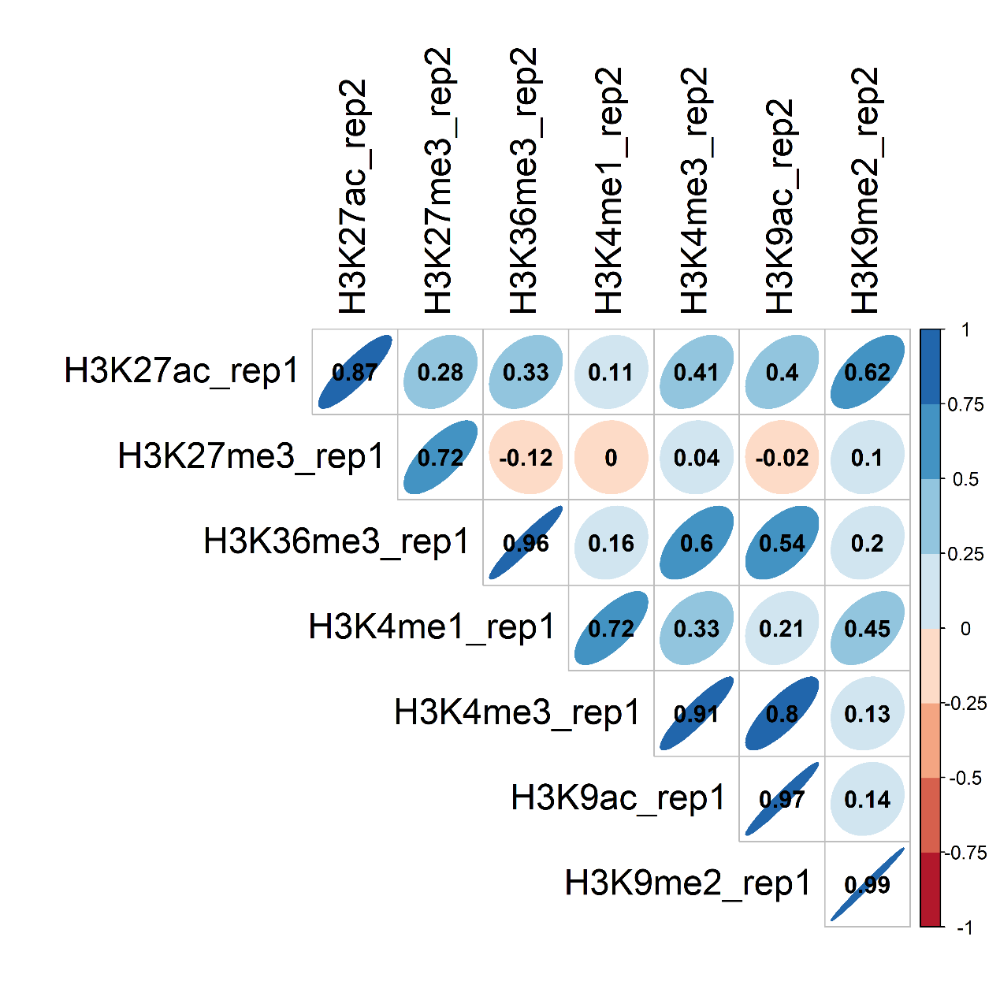 H3K27ac_rep2
H3K27me3_rep2
H3K36me3_rep2
H3K4me1_rep2
H3K4me3_rep2
H3K9ac_rep2
H3K9me2_rep2
H3K27ac_rep1 0.87 0.28 0.33 0.11 0.41 0.4 0.62
H3K27me3_rep1 0.72 -0.12 0 0.04 -0.02 0.1
H3K36me3_rep1 0.96 0.16 0.6 0.54 0.2
H3K4me1_rep1 0.72 0.33 0.21 0.45
H3K4me3_rep1 0.91 0.8 0.13
H3K9ac_rep1 0.97 0.14
H3K9me2_rep1 0.99
1
0.75
0.5
0.25
0
-0.25
-0.5
-0.75
-1